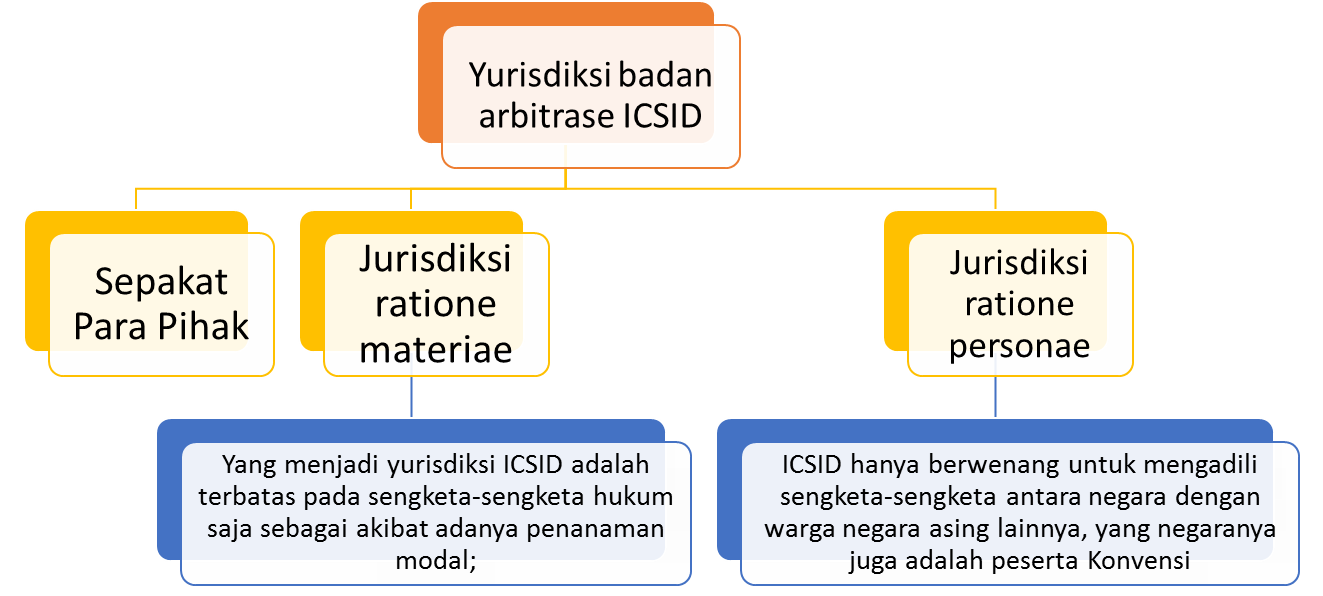 Yurisdiksi badan
arbitrase ICSID
Sepakat
Para Pihak
Jurisdiksi
ratione
materiae
Jurisdiksi
ratione
personae
Yang menjadi yurisdiksi ICSID adalah
terbatas pada sengketa-sengketa hukum
saja sebagai akibat adanya penanaman
modal;
ICSID hanya berwenang untuk mengadili
sengketa-sengketa antara negara dengan
warga negara asing lainnya, yang negaranya
juga adalah peserta Konvensi